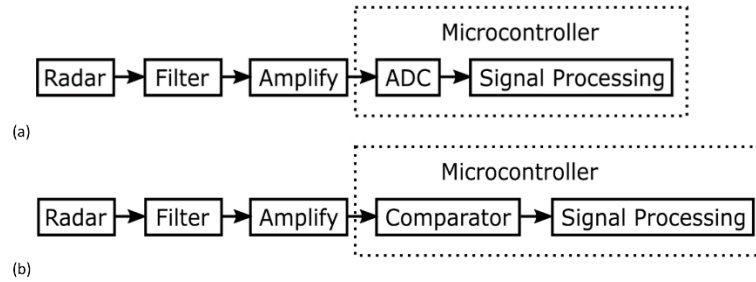 Microcontroller
Radar Filter Amplify ADC Signal Processing
(a)
Microcontroller
Radar Filter Amplify Comparator Signal Processing
(b)